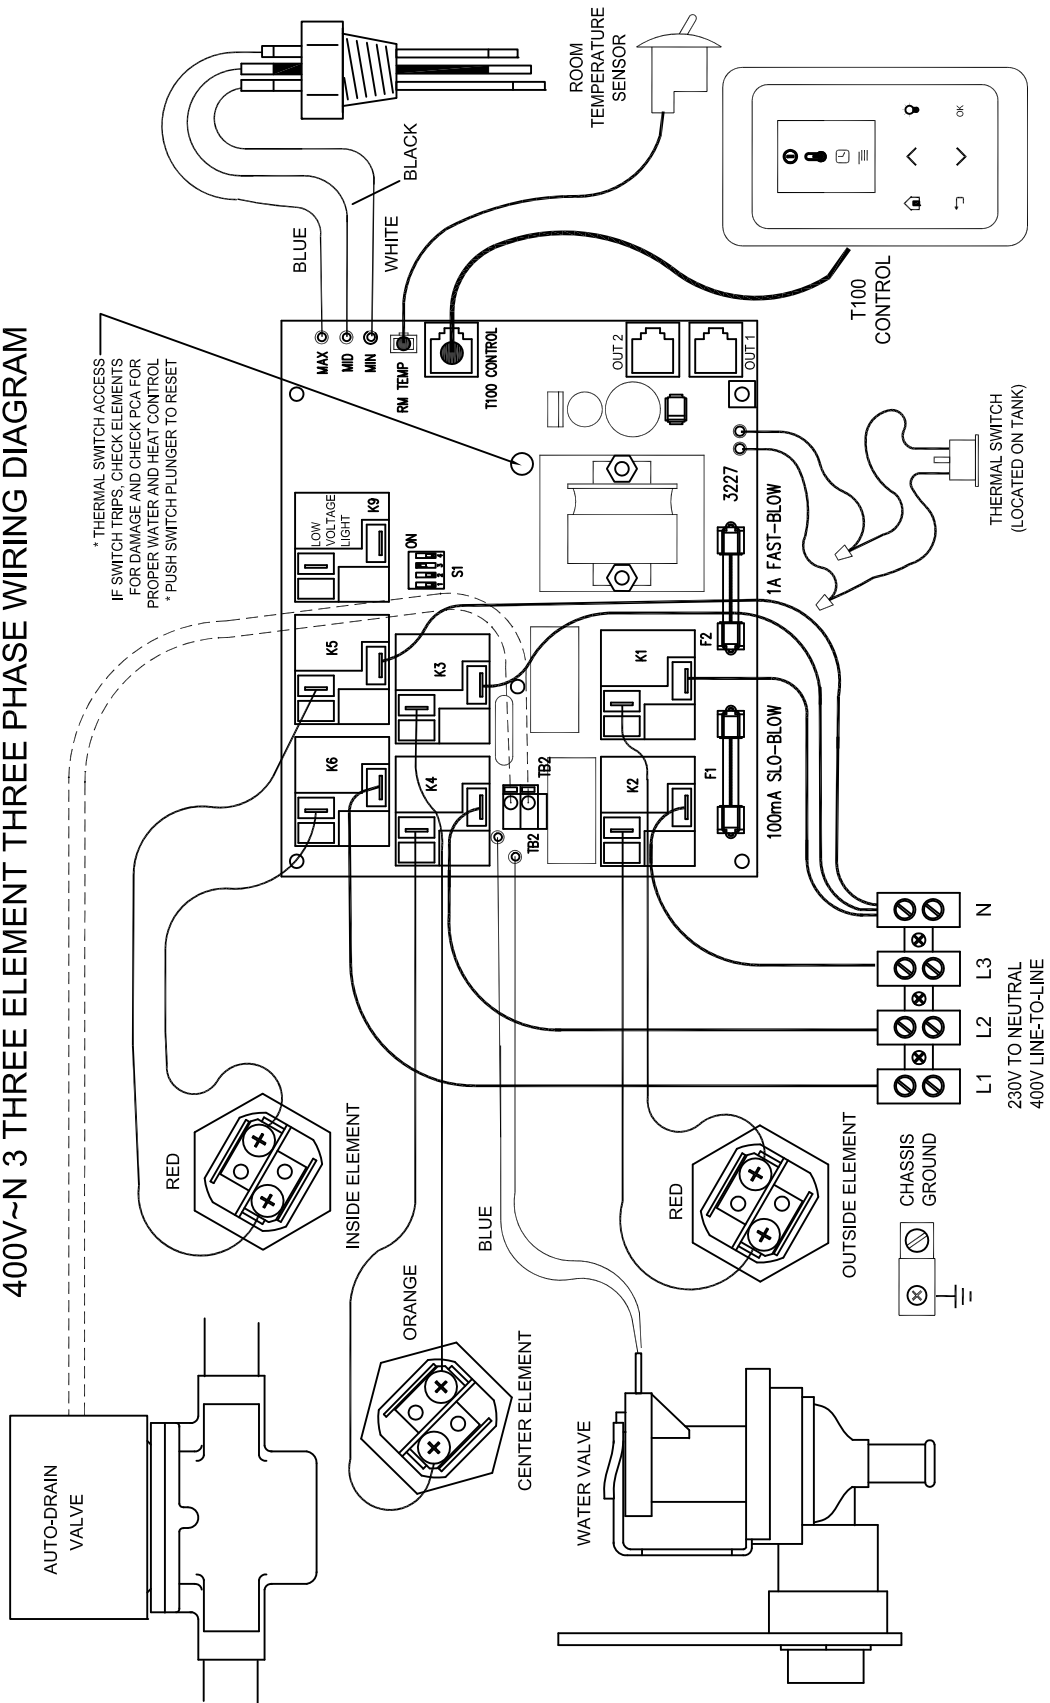 400V~N 3 THREE ELEMENT THREE PHASE WIRING DIAGRAM
* THERMAL SWITCH ACCESS
IF SWITCH TRIPS, CHECK ELEMENTS
FOR DAMAGE AND CHECK PCA FOR
PROPER WATER AND HEAT CONTROL
* PUSH SWITCH PLUNGER TO RESET
AUTO-DRAIN
VALVE
RED
INSIDE ELEMENT
ORANGE
CENTER ELEMENT
BLUE
WATER VALVE
RED
OUTSIDE ELEMENT
CHASSIS
GROUND
L1
L2
L3
N
230V TO NEUTRAL
400V LINE-TO-LINE
K6
K5
K9
LOW
VOLTAGE
LIGHT
K4
K3
ON
1 2 3 4
S1
TB2
TB2
K2
K1
F1
100mA SLO-BLOW
F2
1A FAST-BLOW
3227
MAX
MID
MIN
RM TEMP
T100 CONTROL
OUT 2
OUT 1
BLUE
BLACK
WHITE
ROOM
TEMPERATURE
SENSOR
T100
CONTROL
OK
THERMAL SWITCH
(LOCATED ON TANK)